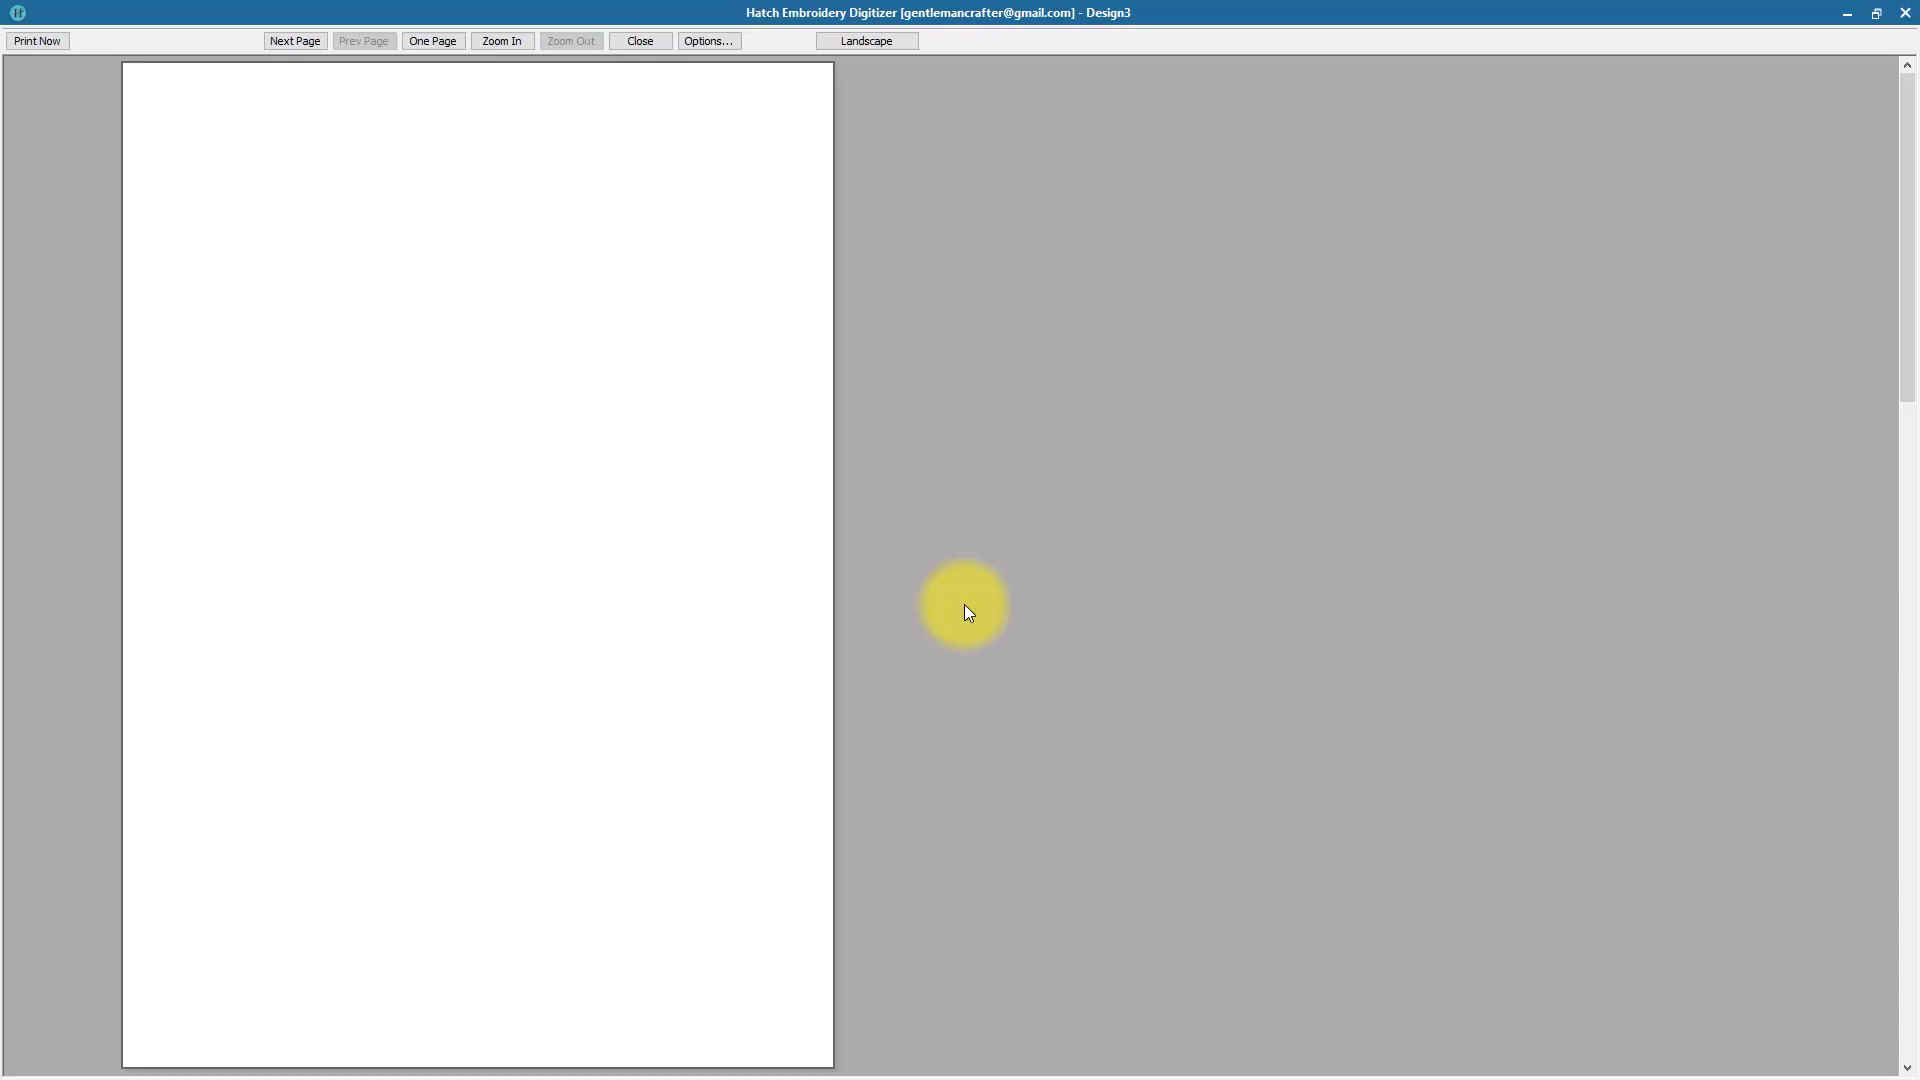 Hatch Embroidery Digitizer [gentlemancrafter@gmail.com] - Design3
Print Now Next Page Prev Page One Page Zoom In Zoom Out Close Options... Landscape